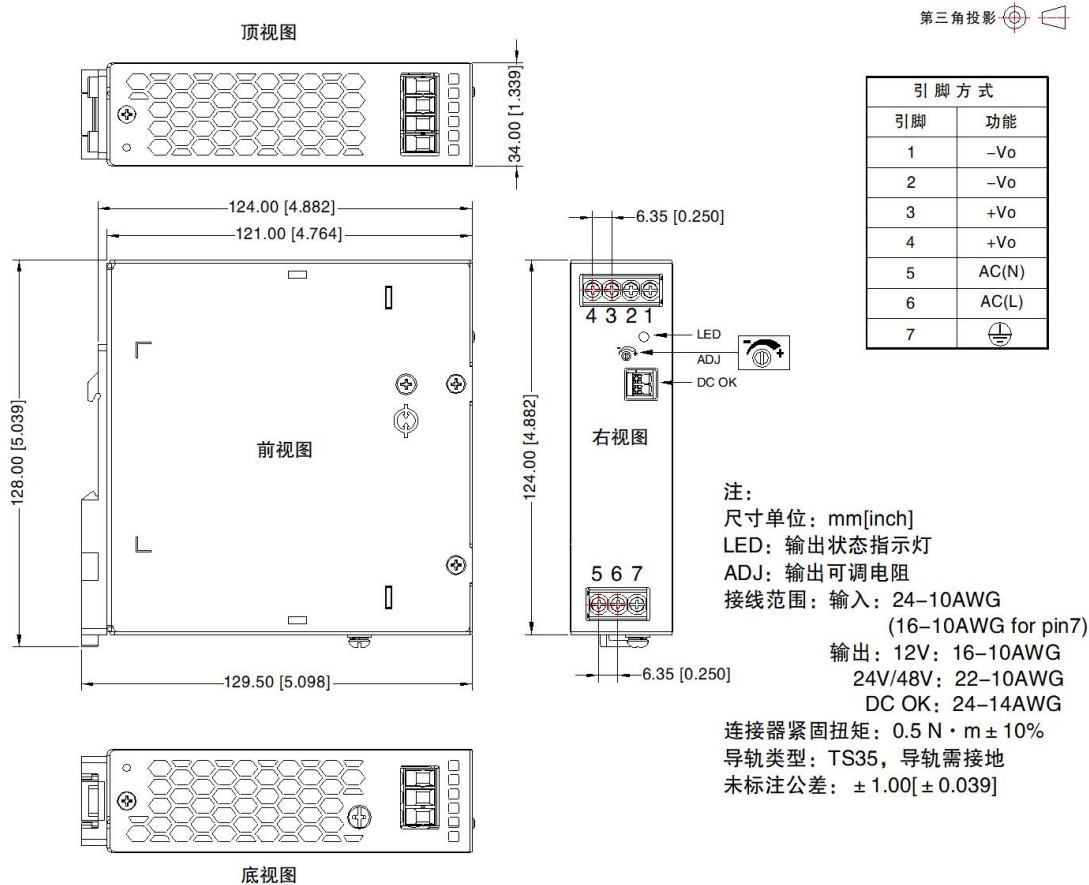 第三角投影
顶视图
34.00 [1.339]
引脚方式
引脚 功能
1 −Vo
2 −Vo
3 +Vo
4 +Vo
5 AC(N)
6 AC(L)
7
124.00 [4.882]
121.00 [4.764]
128.00 [5.039]
前视图
129.50 [5.098]
6.35 [0.250]
4 3 2 1
LED
ADJ
- +
DC OK
124.00 [4.882]
右视图
5 6 7
6.35 [0.250]
注：
尺寸单位：mm[inch]
LED：输出状态指示灯
ADJ：输出可调电阻
接线范围：输入：24−10AWG
(16−10AWG for pin7)
输出：12V：16−10AWG
24V/48V：22−10AWG
DC OK：24−14AWG
连接器紧固扭矩：0.5 N·m±10%
导轨类型：TS35，导轨需接地
未标注公差：±1.00[±0.039]
底视图